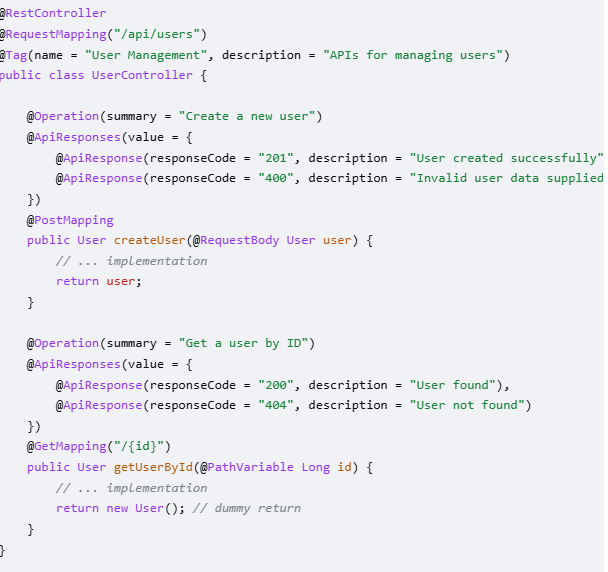 @RestController
@RequestMapping("/api/users")
@Tag(name = "User Management", description = "APIs for managing users")
public class UserController {

    @Operation(summary = "Create a new user")
    @ApiResponses(value = {
        @ApiResponse(responseCode = "201", description = "User created successfully"
        @ApiResponse(responseCode = "400", description = "Invalid user data supplied
    })
    @PostMapping
    public User createUser(@RequestBody User user) {
        // ... implementation
        return user;
    }

    @Operation(summary = "Get a user by ID")
    @ApiResponses(value = {
        @ApiResponse(responseCode = "200", description = "User found"),
        @ApiResponse(responseCode = "404", description = "User not found")
    })
    @GetMapping("/{id}")
    public User getUserById(@PathVariable Long id) {
        // ... implementation
        return new User(); // dummy return
    }
}